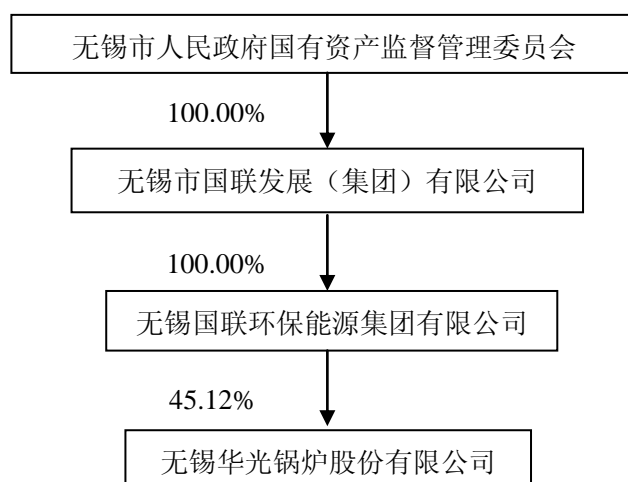 无锡市人民政府国有资产监督管理委员会
100.00%
无锡市国联发展（集团）有限公司
100.00%
无锡国联环保能源集团有限公司
45.12%
无锡华光锅炉股份有限公司